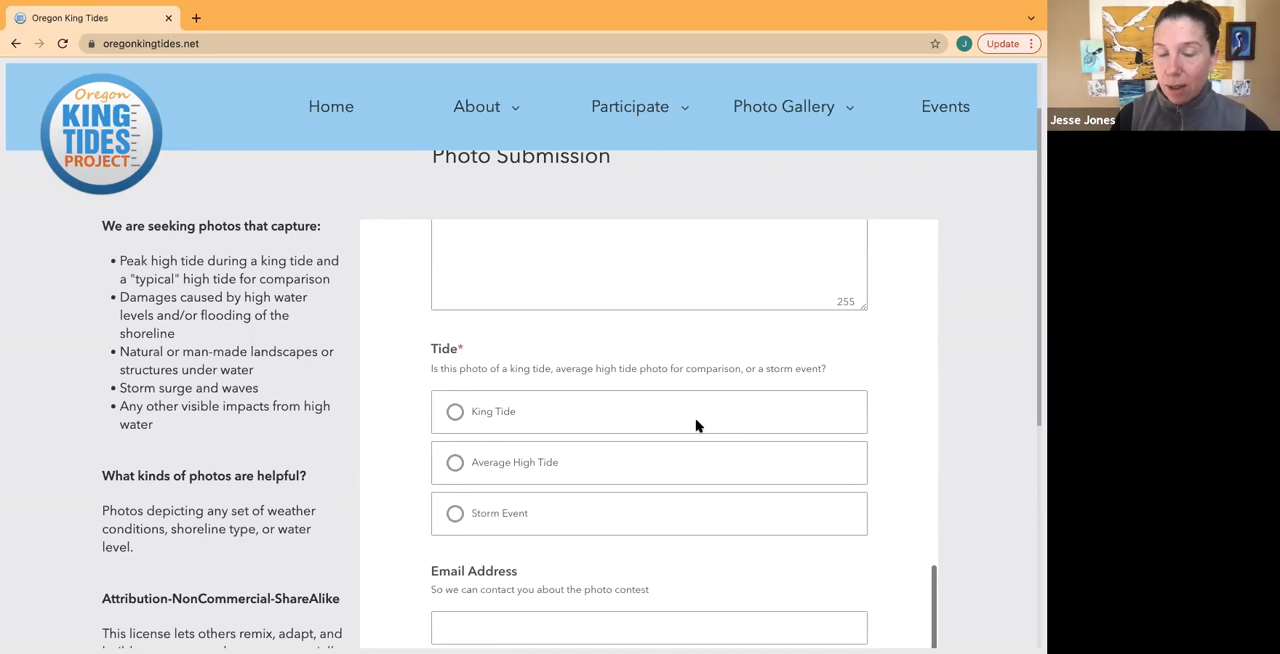 Oregon King Tides
oregonkingtides.net
J
Update
Oregon
KING
TIDES
PROJECT
Home
About
Participate
Photo Gallery
Events
Jesse Jones
Photo Submission
We are seeking photos that capture:
• Peak high tide during a king tide and
a "typical" high tide for comparison
• Damages caused by high water
levels and/or flooding of the
shoreline
• Natural or man-made landscapes or
structures under water
• Storm surge and waves
• Any other visible impacts from high
water
What kinds of photos are helpful?
Photos depicting any set of weather
conditions, shoreline type, or water
level.
Attribution-NonCommercial-ShareAlike
This license lets others remix, adapt, and
255
Tide*
Is this photo of a king tide, average high tide photo for comparison, or a storm event?
King Tide
Average High Tide
Storm Event
Email Address
So we can contact you about the photo contest